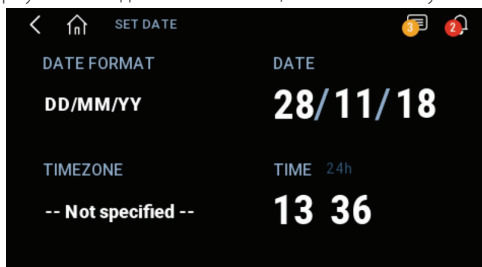 SET DATE
3
2
DATE FORMAT
DATE
DD/MM/YY
28/11/18
TIMEZONE
TIME 24h
-- Not specified --
13 36